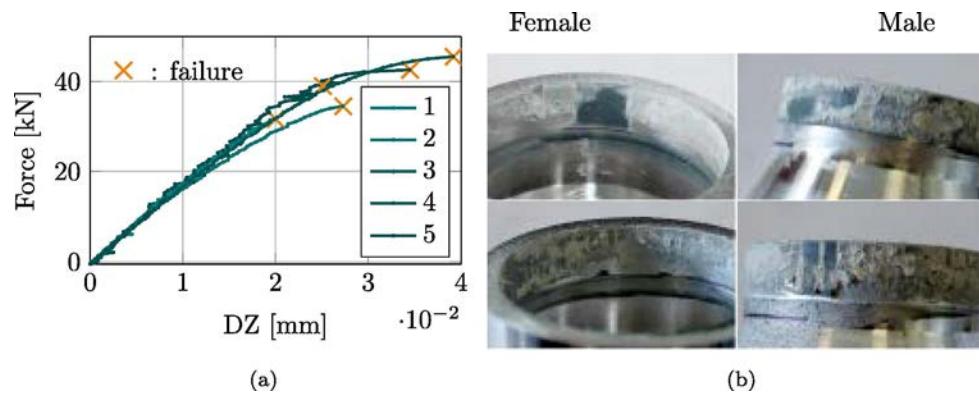 (a)
Force [kN]
40
20
0
× : failure
1
2
3
4
5
0 1 2 3 4
DZ [mm] ·10⁻²
(a)
Female Male
(b)